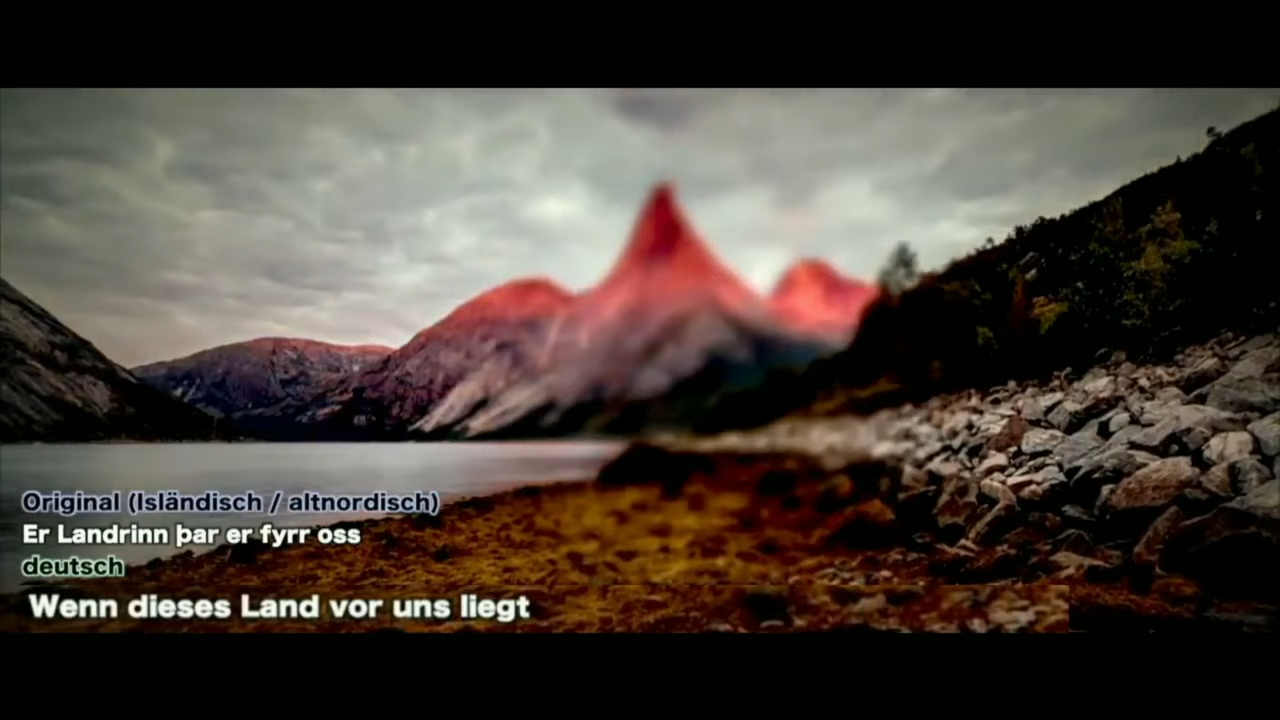 Original (Isländisch / altnordisch)
Er Landrinn þar er fyrr oss
deutsch
Wenn dieses Land vor uns liegt